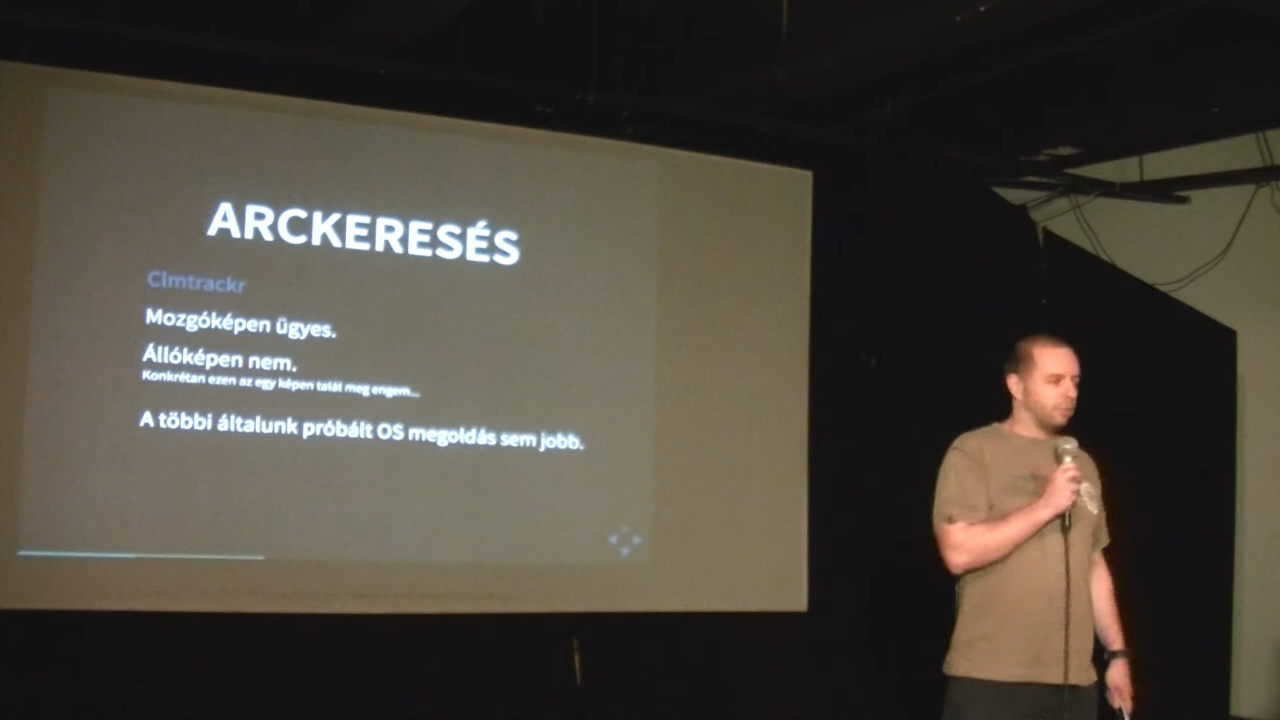 ARCKERESÉS
Clmtrackr
Mozgóképen ügyes.
Állóképen nem.
Konkrétan ezen az egy képen talál meg engem...
A többi általunk próbált OS megoldás sem jobb.